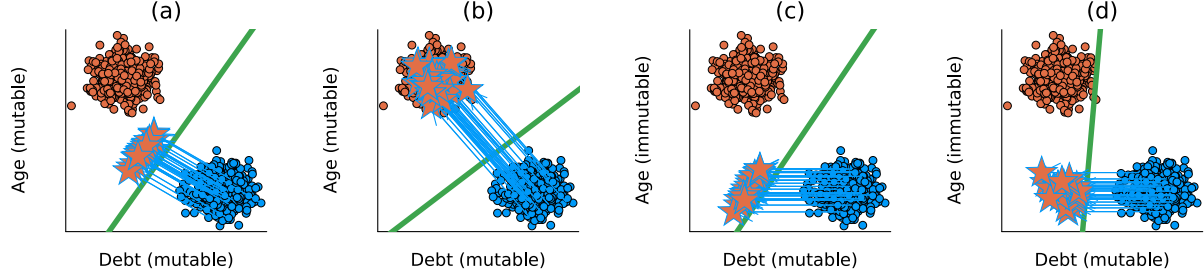 (a)
Age (mutable)
Debt (mutable)
(b)
Age (mutable)
Debt (mutable)
(c)
Age (immutable)
Debt (mutable)
(d)
Age (immutable)
Debt (mutable)